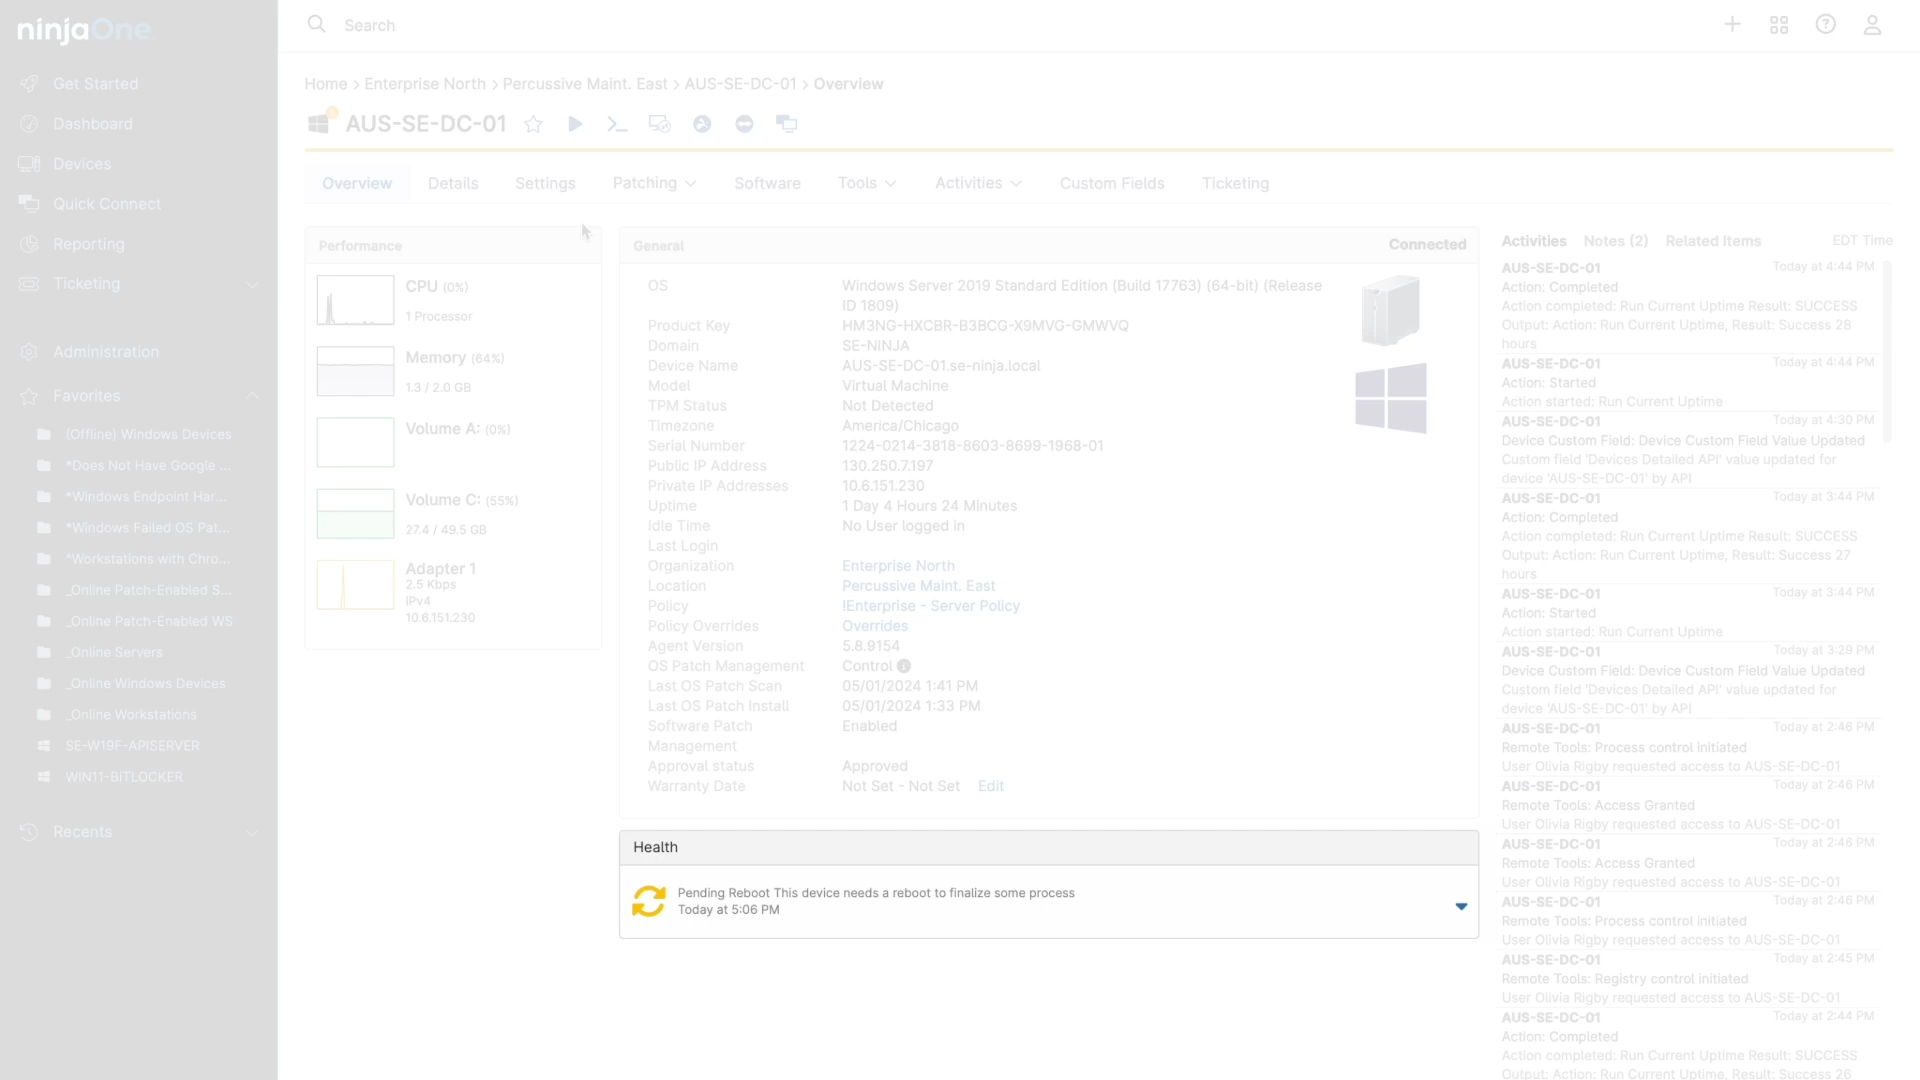 ninjaOne
Search
Get Started
Dashboard
Devices
Quick Connect
Reporting
Ticketing
Administration
Favorites
(Offline) Windows Devices
*Does Not Have Google ...
*Windows Endpoint Har...
*Windows Failed OS Pat...
*Workstations with Chro...
_Online Patch-Enabled S...
_Online Patch-Enabled WS
_Online Servers
_Online Windows Devices
_Online Workstations
SE-W19F-APISERVER
WIN11-BITLOCKER
Recents
Home > Enterprise North > Percussive Maint. East > AUS-SE-DC-01 > Overview
AUS-SE-DC-01
Overview Details Settings Patching Software Tools Activities Custom Fields Ticketing
Performance
CPU (0%)
1 Processor
Memory (64%)
1.3 / 2.0 GB
Volume A: (0%)
Volume C: (55%)
27.4 / 49.5 GB
Adapter 1
2.5 Kbps
IPv4
10.6.151.230
General Connected
OS Windows Server 2019 Standard Edition (Build 17763) (64-bit) (Release
ID 1809)
Product Key HM3NG-HXCBR-B3BCG-X9MVG-GMWVQ
Domain SE-NINJA
Device Name AUS-SE-DC-01.se-ninja.local
Model Virtual Machine
TPM Status Not Detected
Timezone America/Chicago
Serial Number 1224-0214-3818-8603-8699-1968-01
Public IP Address 130.250.7.197
Private IP Addresses 10.6.151.230
Uptime 1 Day 4 Hours 24 Minutes
Idle Time No User logged in
Last Login
Organization Enterprise North
Location Percussive Maint. East
Policy IEnterprise - Server Policy
Policy Overrides Overrides
Agent Version 5.8.9154
OS Patch Management Control
Last OS Patch Scan 05/01/2024 1:41 PM
Last OS Patch Install 05/01/2024 1:33 PM
Software Patch Enabled
Management
Approval status Approved
Warranty Date Not Set - Not Set Edit
Health
Pending Reboot This device needs a reboot to finalize some process
Today at 5:06 PM
Activities Notes (2) Related Items EDT Time
AUS-SE-DC-01 Today at 4:44 PM
Action: Completed
Action completed: Run Current Uptime Result: SUCCESS
Output: Action: Run Current Uptime, Result: Success 28
hours
AUS-SE-DC-01 Today at 4:44 PM
Action: Started
Action started: Run Current Uptime
AUS-SE-DC-01 Today at 4:30 PM
Device Custom Field: Device Custom Field Value Updated
Custom field 'Devices Detailed API' value updated for
device 'AUS-SE-DC-01' by API
AUS-SE-DC-01 Today at 3:44 PM
Action: Completed
Action completed: Run Current Uptime Result: SUCCESS
Output: Action: Run Current Uptime, Result: Success 27
hours
AUS-SE-DC-01 Today at 3:44 PM
Action: Started
Action started: Run Current Uptime
AUS-SE-DC-01 Today at 3:29 PM
Device Custom Field: Device Custom Field Value Updated
Custom field 'Devices Detailed API' value updated for
device 'AUS-SE-DC-01' by API
AUS-SE-DC-01 Today at 2:46 PM
Remote Tools: Process control initiated
User Olivia Rigby requested access to AUS-SE-DC-01
AUS-SE-DC-01 Today at 2:46 PM
Remote Tools: Access Granted
User Olivia Rigby requested access to AUS-SE-DC-01
AUS-SE-DC-01 Today at 2:46 PM
Remote Tools: Access Granted
User Olivia Rigby requested access to AUS-SE-DC-01
AUS-SE-DC-01 Today at 2:46 PM
Remote Tools: Process control initiated
User Olivia Rigby requested access to AUS-SE-DC-01
AUS-SE-DC-01 Today at 2:45 PM
Remote Tools: Registry control initiated
User Olivia Rigby requested access to AUS-SE-DC-01
AUS-SE-DC-01 Today at 2:44 PM
Action: Completed
Action completed: Run Current Uptime Result: SUCCESS
Output: Action: Run Current Uptime, Result: Success 26